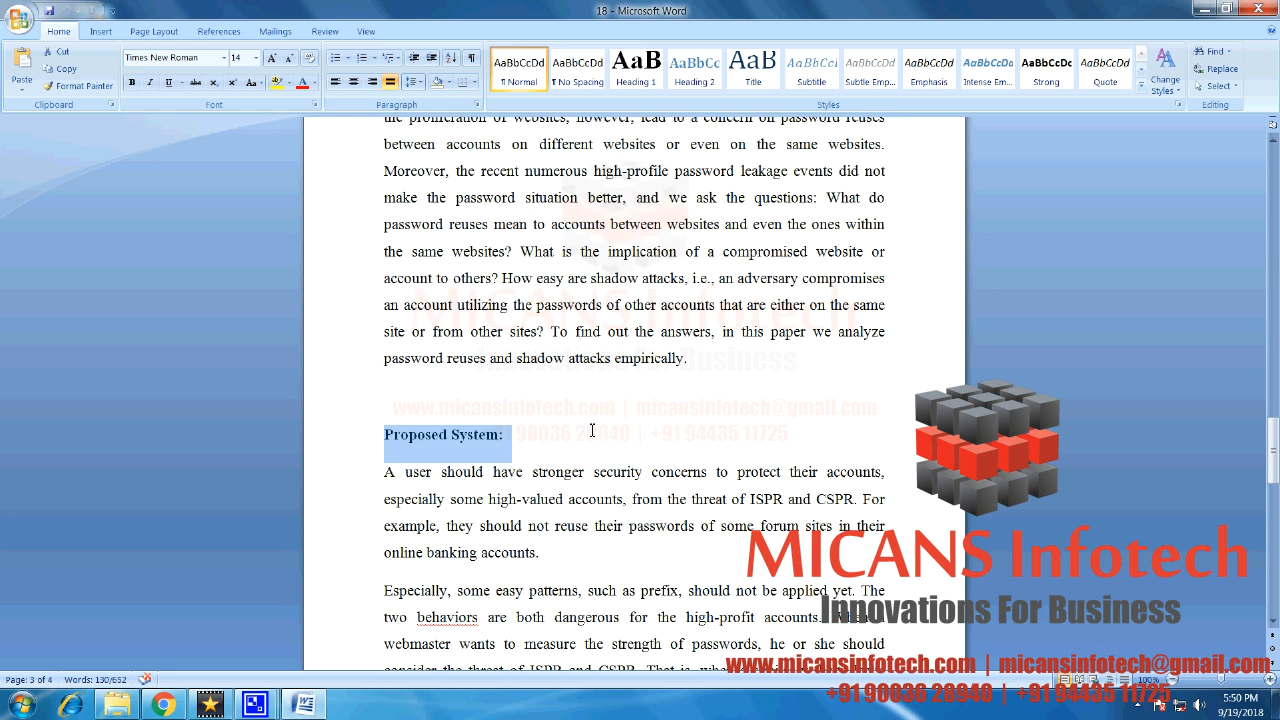 18 - Microsoft Word
Home Insert Page Layout References Mailings Review View
Paste
Cut
Copy
Format Painter
Clipboard
Times New Roman 14
Font
Paragraph
AaBbCcDd AaBbCcDd AaB AaBbCc AaB AaBbCcI AaBbCcDd AaBbCcDd AaBbCcDd AaBbCcDd AaBbCcDd
¶ Normal ¶ No Spacing Heading 1 Heading 2 Title Subtitle Subtle Emp... Emphasis Intense Em... Strong Quote
Change Styles
Styles
Find
Replace
Select
Editing
the proliferation of websites, however, lead to a concern on password reuses
between accounts on different websites or even on the same websites.
Moreover, the recent numerous high-profile password leakage events did not
make the password situation better, and we ask the questions: What do
password reuses mean to accounts between websites and even the ones within
the same websites? What is the implication of a compromised website or
account to others? How easy are shadow attacks, i.e., an adversary compromises
an account utilizing the passwords of other accounts that are either on the same
site or from other sites? To find out the answers, in this paper we analyze
password reuses and shadow attacks empirically.
MICANS Infotech
Innovations For Business
www.micansinfotech.com | micansinfotech@gmail.com
90036 28940 | +91 94435 11725
Proposed System:
A user should have stronger security concerns to protect their accounts,
especially some high-valued accounts, from the threat of ISPR and CSPR. For
example, they should not reuse their passwords of some forum sites in their
online banking accounts.
Especially, some easy patterns, such as prefix, should not be applied yet. The
two behaviors are both dangerous for the high-profit accounts.
webmaster wants to measure the strength of passwords, he or she should
consider the threat of ISPR and CSPR. That is,
MICANS Infotech
Innovations For Business
www.micansinfotech.com | micansinfotech@gmail.com
+91 90036 28940 | +91 94435 11725
Page: 3 of 4 Words: 130/652
100%
5:50 PM
9/19/2018